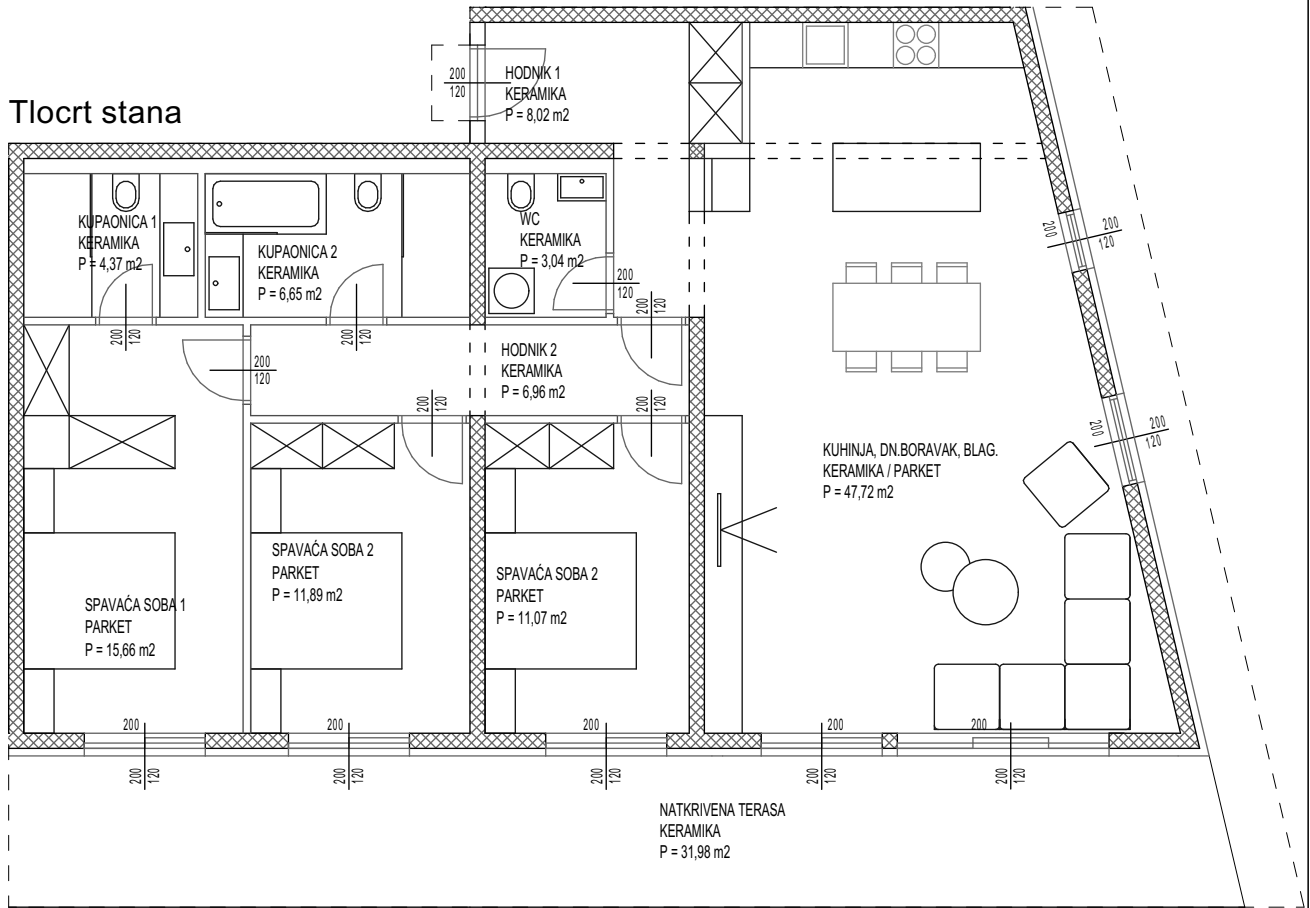 Tlocrt stana
HODNIK 1
KERAMIKA
P = 8,02 m2
200
120
KUPAONICA 1
KERAMIKA
P = 4,37 m2
200
120
KUPAONICA 2
KERAMIKA
P = 6,65 m2
200
120
WC
KERAMIKA
P = 3,04 m2
200
120
200
120
200
200
120
HODNIK 2
KERAMIKA
P = 6,96 m2
200
120
200
120
200
120
200
200
120
KUHINJA, DN.BORAVAK, BLAG.
KERAMIKA / PARKET
P = 47,72 m2
SPAVAĆA SOBA 1
PARKET
P = 15,66 m2
SPAVAĆA SOBA 2
PARKET
P = 11,89 m2
SPAVAĆA SOBA 2
PARKET
P = 11,07 m2
200
200
200
200
200
200
120
200
120
200
120
200
120
200
120
NATKRIVENA TERASA
KERAMIKA
P = 31,98 m2